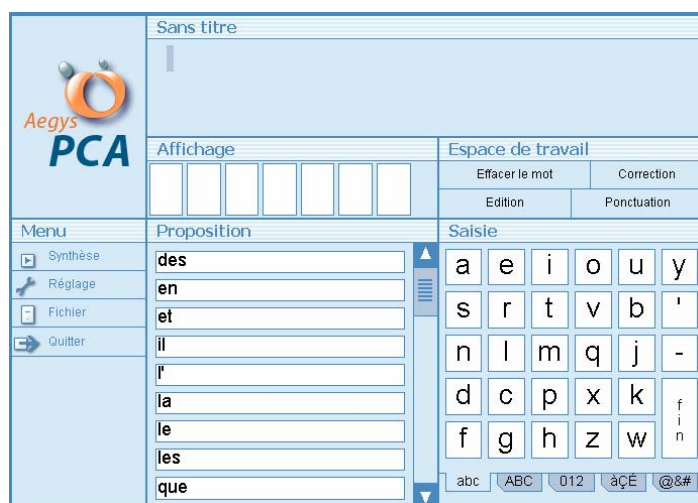 Sans titre
Aegys
PCA
Affichage
Espace de travail
Effacer le mot
Correction
Edition
Ponctuation
Menu
Synthèse
Réglage
Fichier
Quitter
Proposition
des
en
et
il
l'
la
le
les
que
Saisie
a e i o u y
s r t v b '
n l m q j -
d c p x k
f g h z w
fin
abc ABC 012 àÇÉ @&#